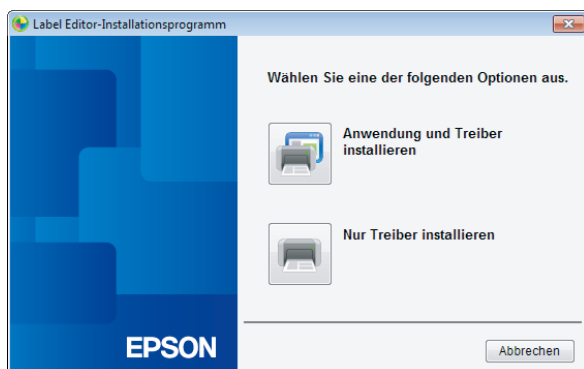 Label Editor-Installationsprogramm
Wählen Sie eine der folgenden Optionen aus.
Anwendung und Treiber
installieren
Nur Treiber installieren
EPSON
Abbrechen